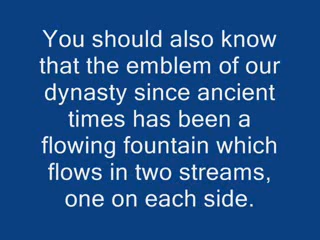 You should also know
that the emblem of our
dynasty since ancient
times has been a
flowing fountain which
flows in two streams,
one on each side.